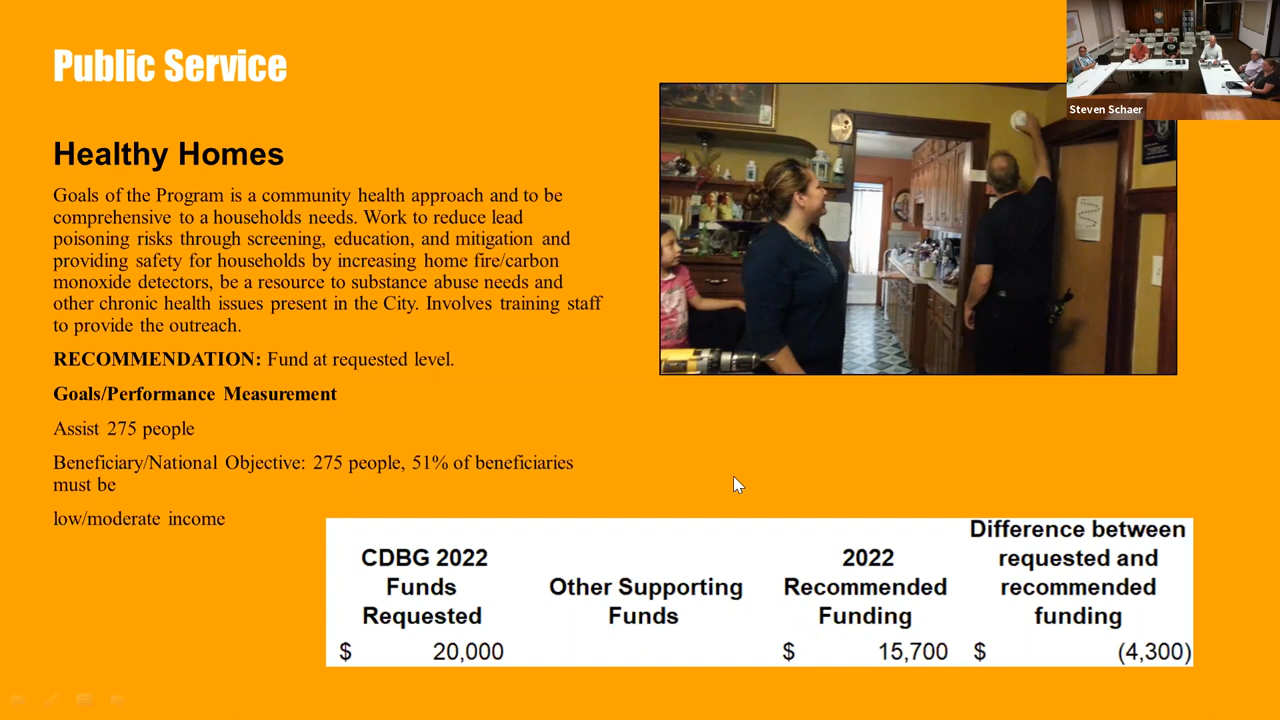 Public Service
Steven Schaer
Healthy Homes
Goals of the Program is a community health approach and to be
comprehensive to a households needs. Work to reduce lead
poisoning risks through screening, education, and mitigation and
providing safety for households by increasing home fire/carbon
monoxide detectors, be a resource to substance abuse needs and
other chronic health issues present in the City. Involves training staff
to provide the outreach.
RECOMMENDATION: Fund at requested level.
Goals/Performance Measurement
Assist 275 people
Beneficiary/National Objective: 275 people, 51% of beneficiaries
must be
low/moderate income
CDBG 2022
Funds
Requested
Other Supporting
Funds
2022
Recommended
Funding
Difference between
requested and
recommended
funding
$ 20,000 $ 15,700 $ (4,300)